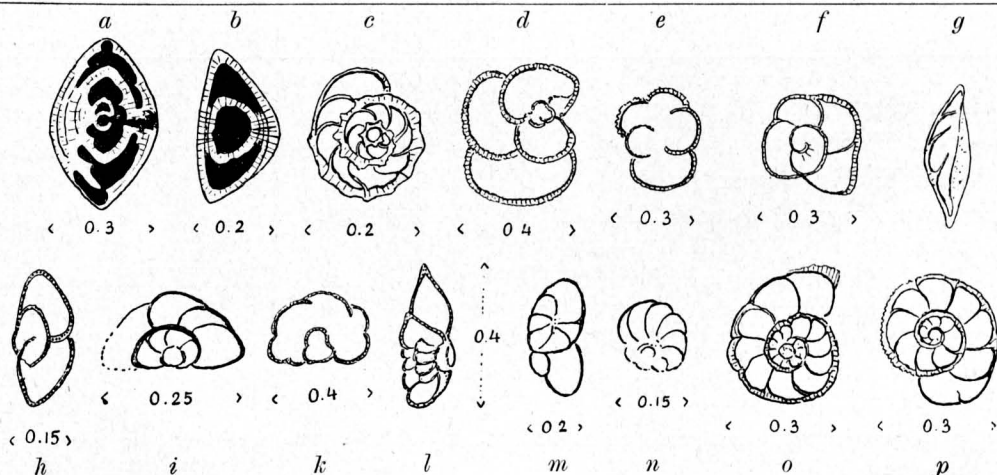 a b c d e f g
< 0.3 > < 0.2 > < 0.2 > < 0.4 > < 0.3 > < 0.3 >
0.4
< 0.15 > < 0.25 > < 0.4 > < 0.2 > < 0.15 > < 0.3 > < 0.3 >
h i k l m n o p